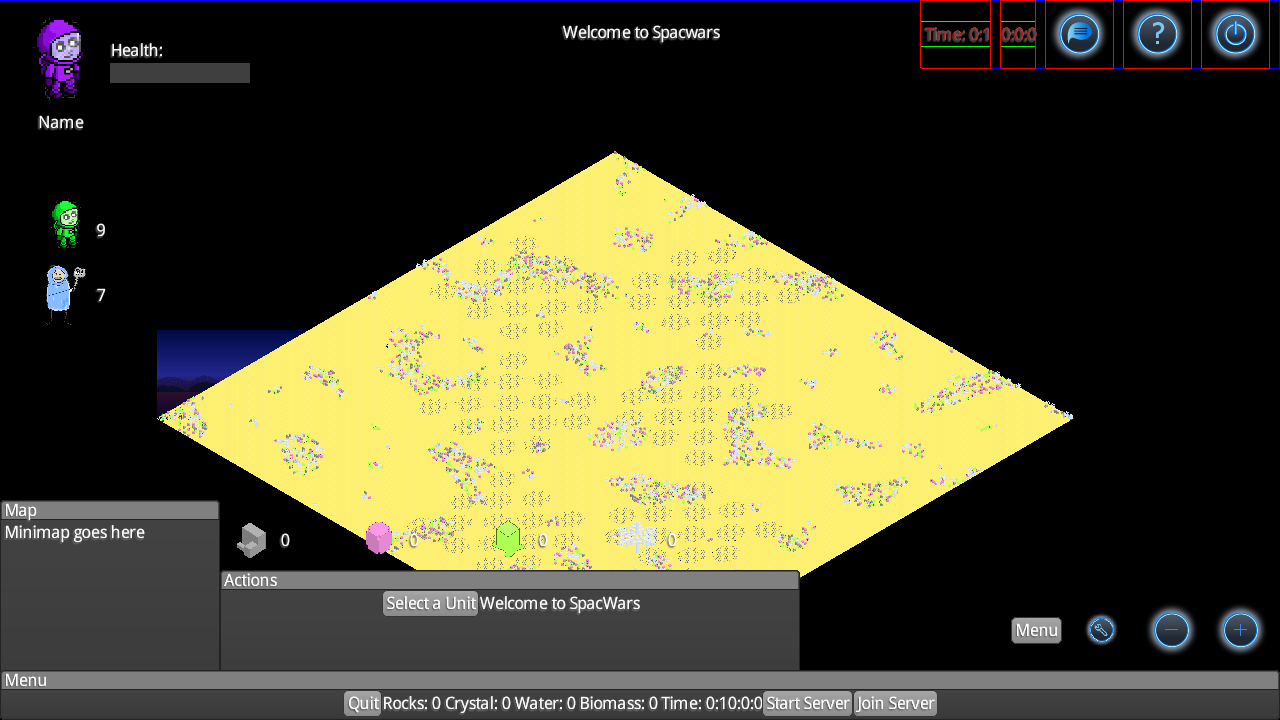 Welcome to Spacwars
Time: 0:1
0:0:0
?
Health:
Name
9
7
Map
Minimap goes here
0
0
0
0
Actions
Select a Unit Welcome to SpacWars
Menu
Menu
Quit Rocks: 0 Crystal: 0 Water: 0 Biomass: 0 Time: 0:10:0:0 Start Server Join Server